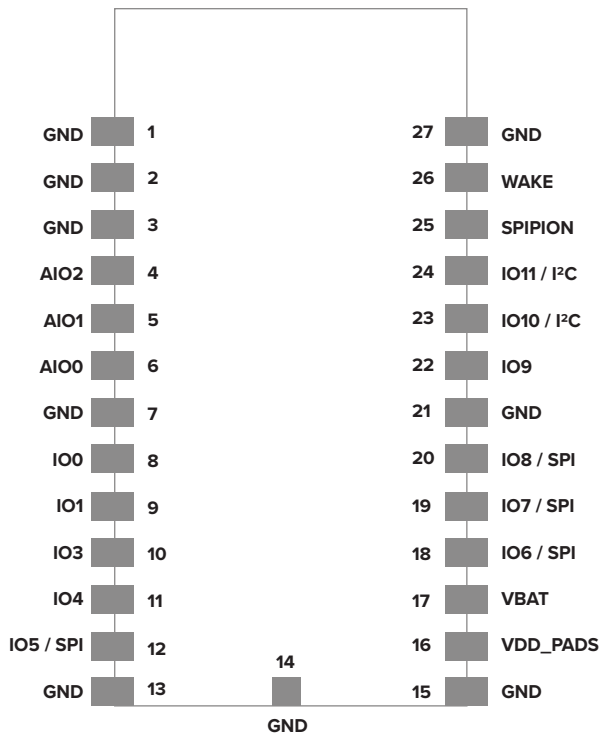 GND 1 27 GND
GND 2 26 WAKE
GND 3 25 SPIPION
AIO2 4 24 IO11 / I²C
AIO1 5 23 IO10 / I²C
AIO0 6 22 IO9
GND 7 21 GND
IO0 8 20 IO8 / SPI
IO1 9 19 IO7 / SPI
IO3 10 18 IO6 / SPI
IO4 11 17 VBAT
IO5 / SPI 12 16 VDD_PADS
14
GND 13 15 GND
GND